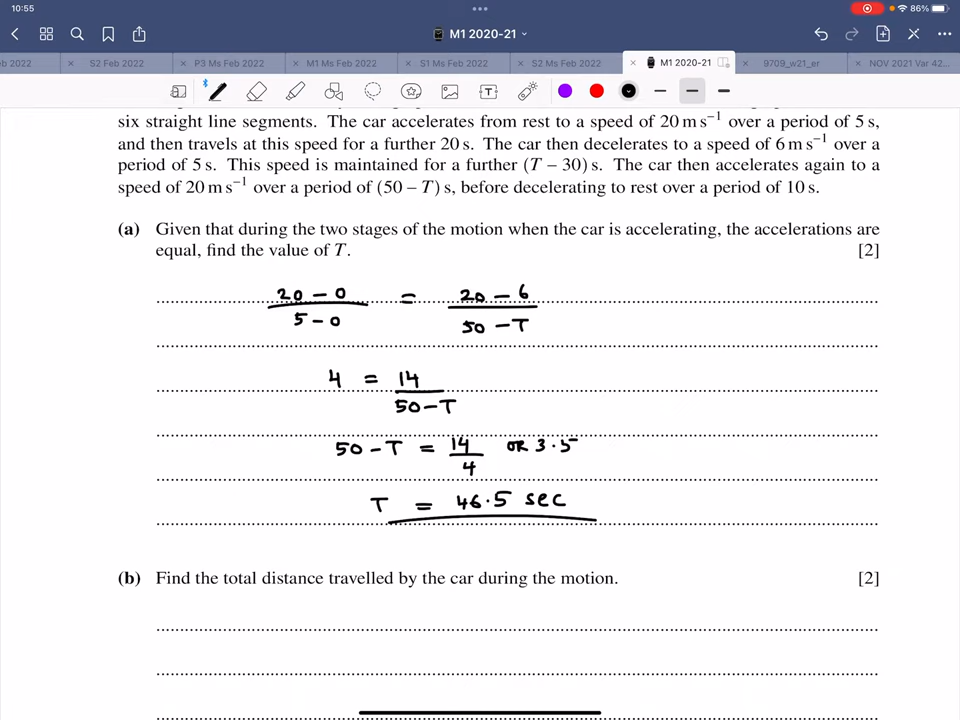 10:55
86%
M1 2020-21
b 2022 × S2 Feb 2022 × P3 Ms Feb 2022 × M1 Ms Feb 2022 × S1 Ms Feb 2022 × S2 Ms Feb 2022 × M1 2020-21 × 9709_w21_er × NOV 2021 Var 42...
six straight line segments. The car accelerates from rest to a speed of 20 m s⁻¹ over a period of 5 s,
and then travels at this speed for a further 20 s. The car then decelerates to a speed of 6 m s⁻¹ over a
period of 5 s. This speed is maintained for a further (T − 30) s. The car then accelerates again to a
speed of 20 m s⁻¹ over a period of (50 − T) s, before decelerating to rest over a period of 10 s.
(a) Given that during the two stages of the motion when the car is accelerating, the accelerations are
equal, find the value of T. [2]
20 − 0 = 20 − 6
5 − 0 50 − T
4 = 14
50 − T
50 − T = 14 OR 3.5
4
T = 46.5 sec
(b) Find the total distance travelled by the car during the motion. [2]